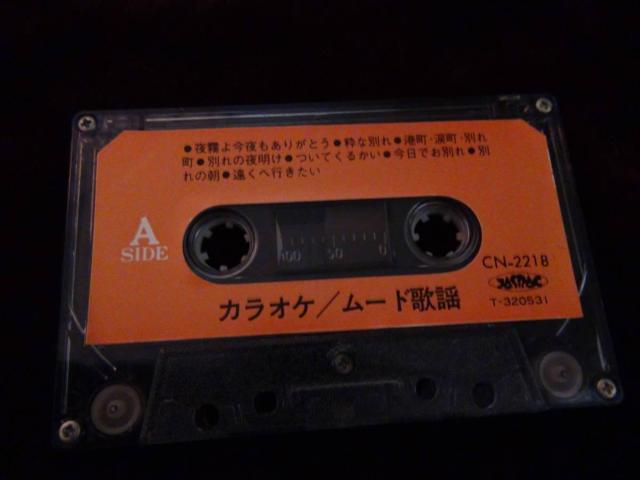 ●夜霧よ今夜もありがとう●粋な別れ●港町・涙町・別れ
町●別れの夜明け●ついてくるかい●今日でお別れ●別
れの朝●遠くへ行きたい
A
SIDE
100 50 0
CN-2218
JASRAC
T-320531
カラオケ/ムード歌謡